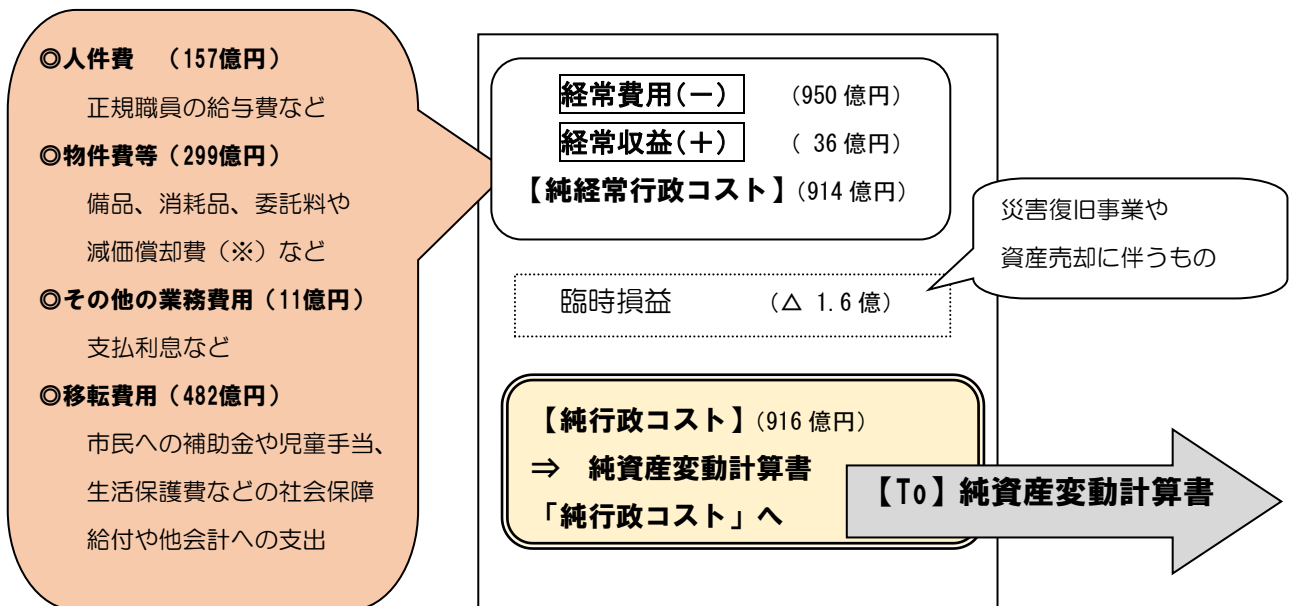 ◎人件費 （157億円）
正規職員の給与費など
◎物件費等（299億円）
備品、消耗品、委託料や
減価償却費（※）など
◎その他の業務費用（11億円）
支払利息など
◎移転費用（482億円）
市民への補助金や児童手当、
生活保護費などの社会保障
給付や他会計への支出
経常費用(－) （950 億円）
経常収益(＋) （ 36 億円）
【純経常行政コスト】（914 億円）
災害復旧事業や
資産売却に伴うもの
臨時損益 （△ 1.6 億）
【純行政コスト】（916 億円）
⇒ 純資産変動計算書
「純行政コスト」へ
【To】純資産変動計算書